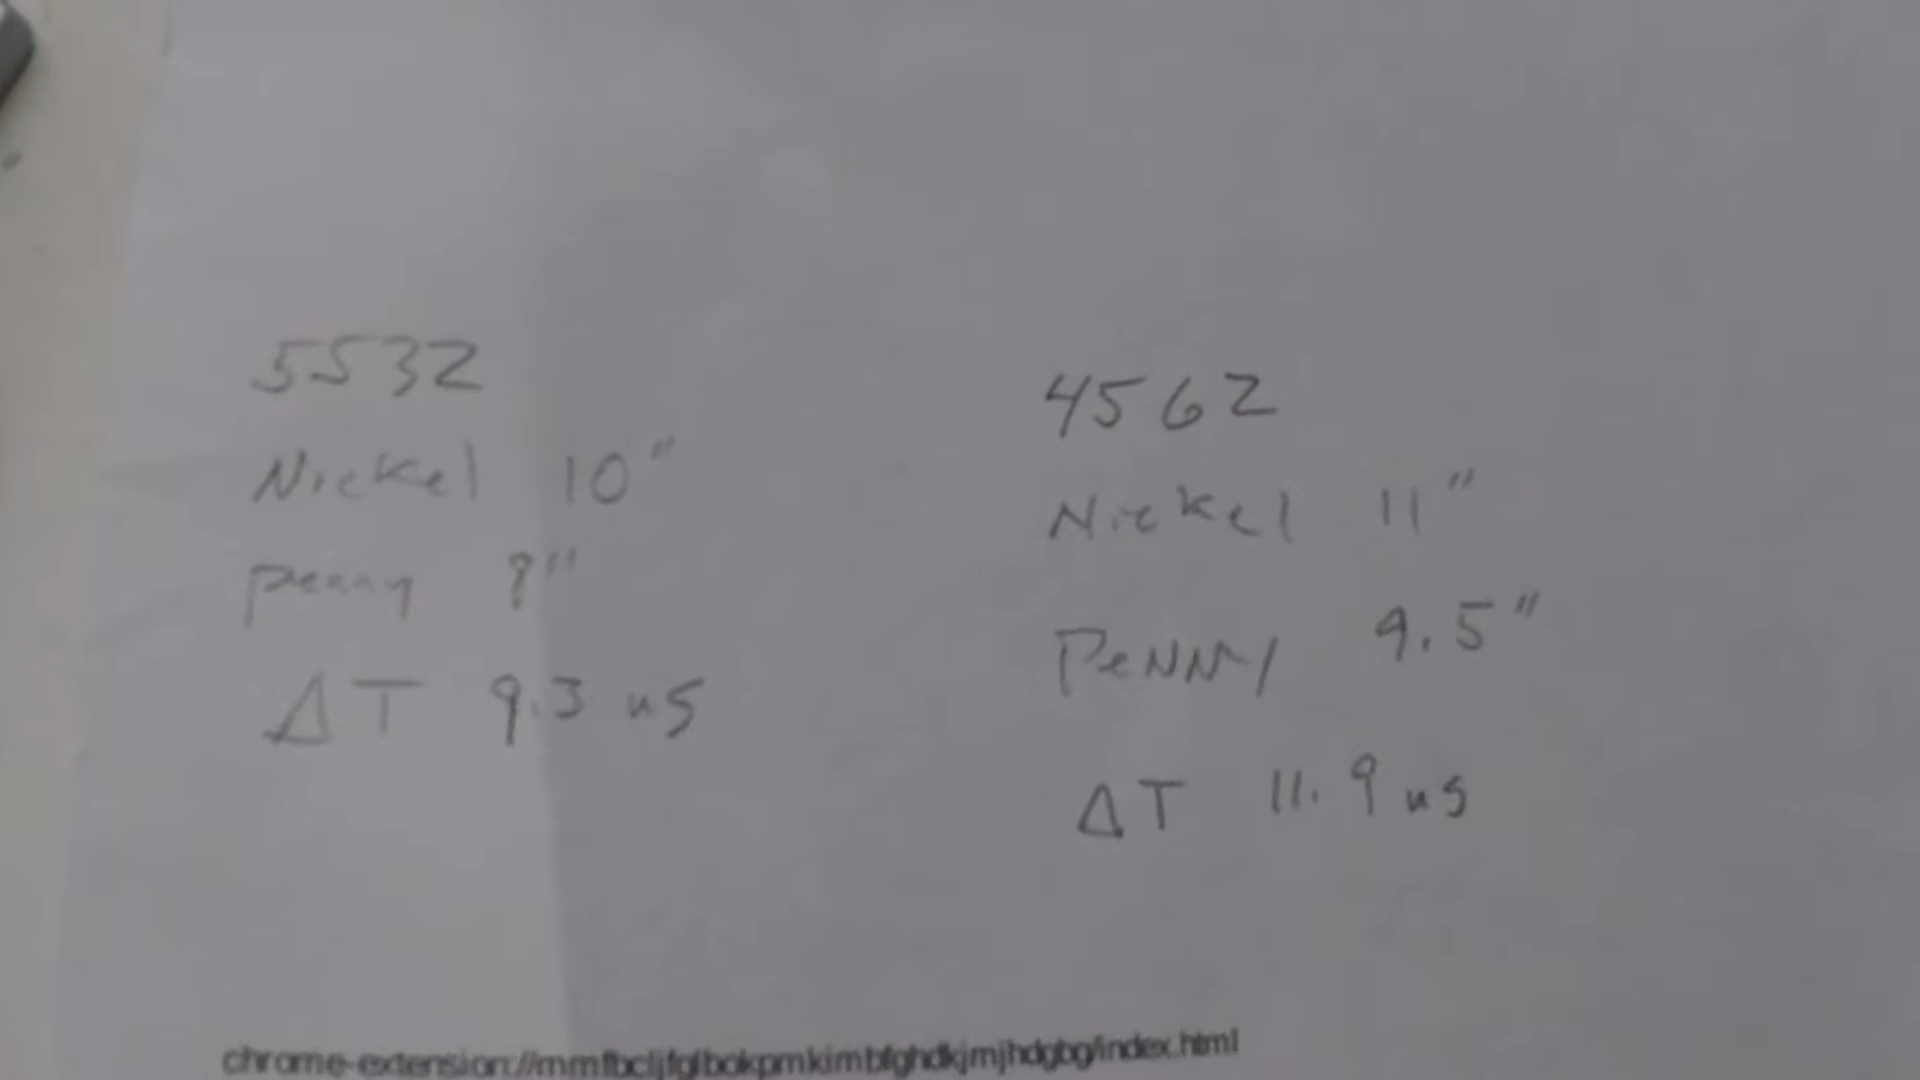 5532
Nickel 10"
penny 8"
ΔT 9.3 us
4562
Nickel 11"
PeNNy 9.5"
ΔT 11.9 us